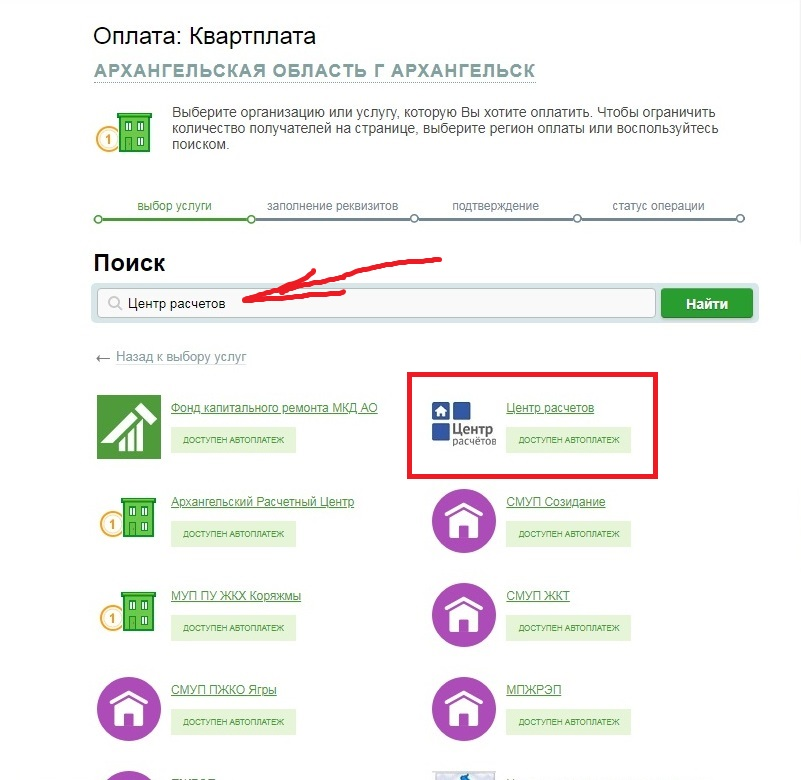 Оплата: Квартплата
АРХАНГЕЛЬСКАЯ ОБЛАСТЬ Г АРХАНГЕЛЬСК
Выберите организацию или услугу, которую Вы хотите оплатить. Чтобы ограничить
количество получателей на странице, выберите регион оплаты или воспользуйтесь
поиском.
1
выбор услуги
заполнение реквизитов
подтверждение
статус операции
Поиск
Центр расчетов
Найти
← Назад к выбору услуг
Фонд капитального ремонта МКД АО
ДОСТУПЕН АВТОПЛАТЕЖ
Центр
расчётов
Центр расчетов
ДОСТУПЕН АВТОПЛАТЕЖ
1
Архангельский Расчетный Центр
ДОСТУПЕН АВТОПЛАТЕЖ
СМУП Созидание
ДОСТУПЕН АВТОПЛАТЕЖ
1
МУП ПУ ЖКХ Коряжмы
ДОСТУПЕН АВТОПЛАТЕЖ
СМУП ЖКТ
ДОСТУПЕН АВТОПЛАТЕЖ
СМУП ПЖКО Ягры
ДОСТУПЕН АВТОПЛАТЕЖ
МПЖРЭП
ДОСТУПЕН АВТОПЛАТЕЖ